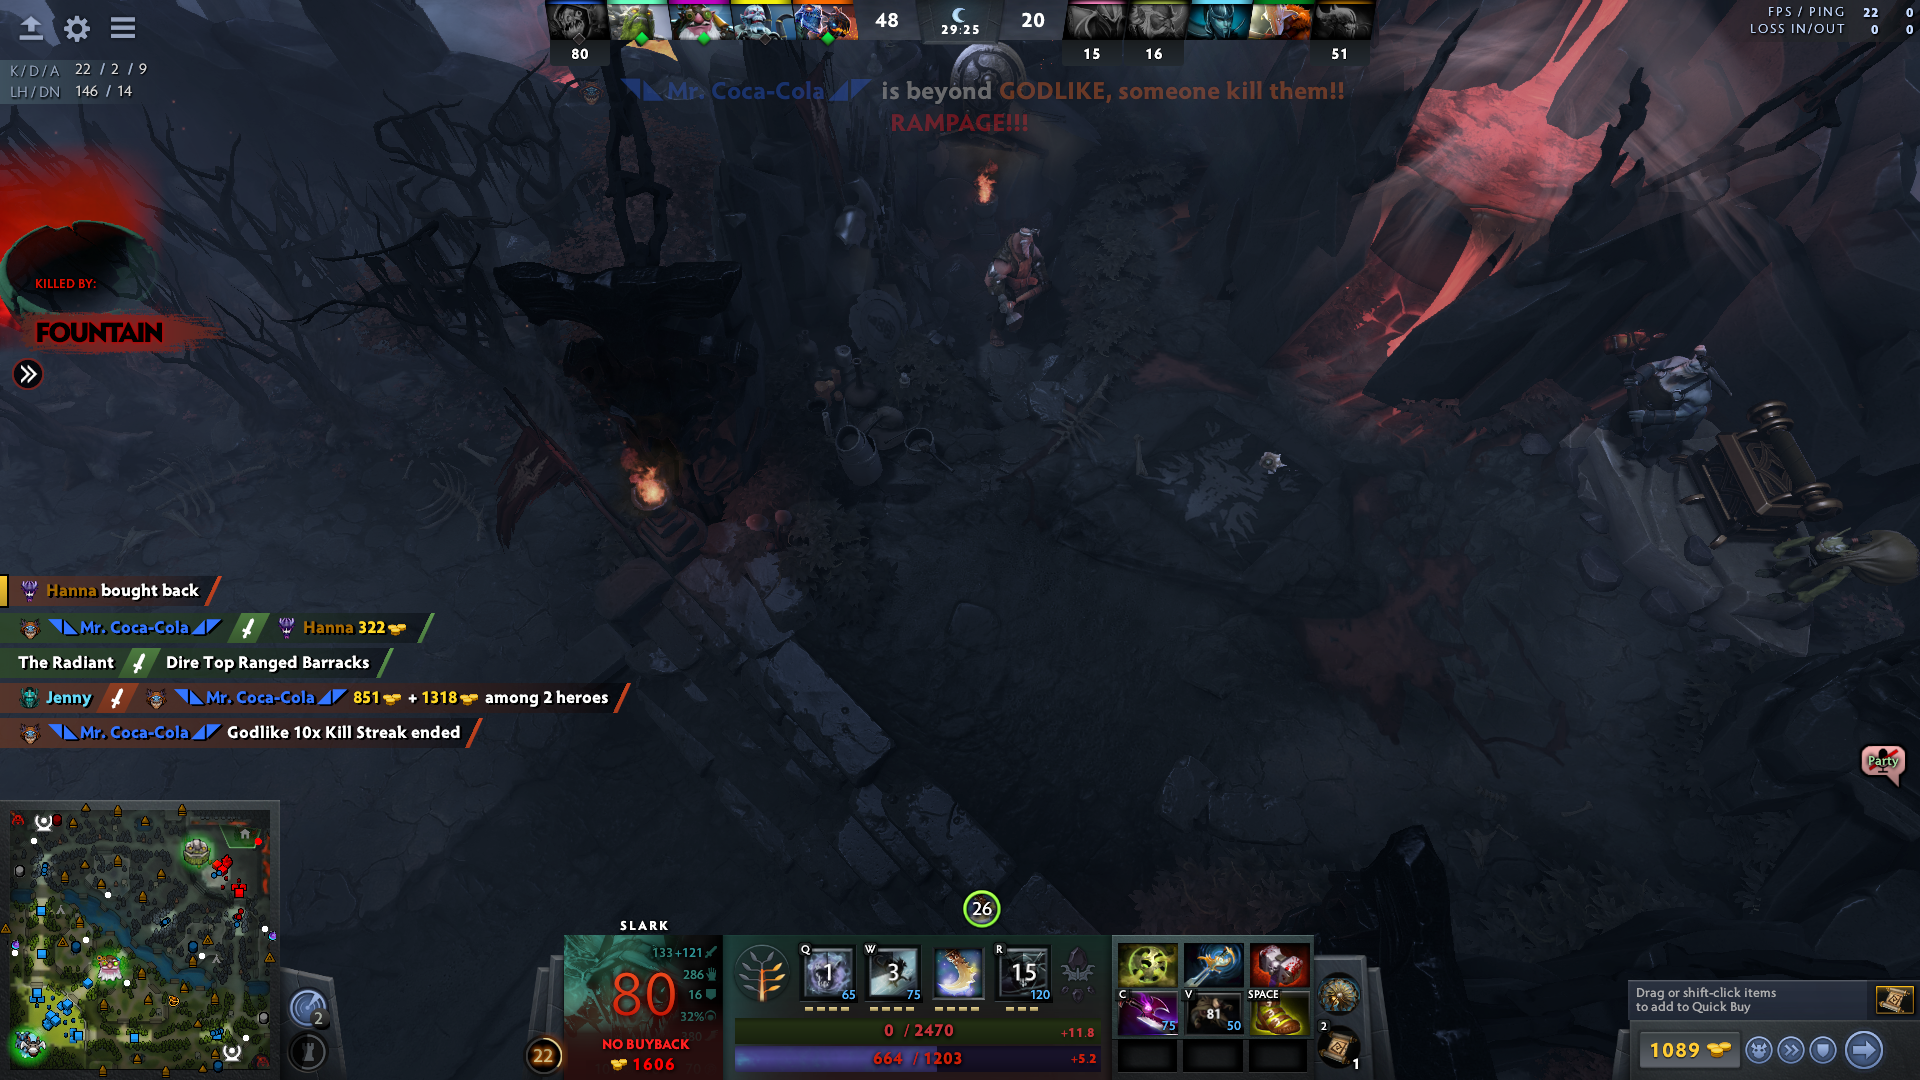 48
29:25
20
80
15
16
51
FPS / PING 22 0
LOSS IN/OUT 0 0
K / D / A 22 / 2 / 9
LH / DN 146 / 14
Mr. Coca-Cola is beyond GODLIKE, someone kill them!!
RAMPAGE!!!
KILLED BY:
FOUNTAIN
Hanna bought back
Mr. Coca-Cola Hanna 322
The Radiant Dire Top Ranged Barracks
Jenny Mr. Coca-Cola 851 + 1318 among 2 heroes
Mr. Coca-Cola Godlike 10x Kill Streak ended
Party
26
SLARK
133+121
286
16
32%
80
NO BUYBACK
1606
22
2
Q 1 65
W 3 75
R 15 120
0 / 2470 +11.8
664 / 1203 +5.2
C 75
V 81 50
SPACE
2
1
Drag or shift-click items
to add to Quick Buy
1089